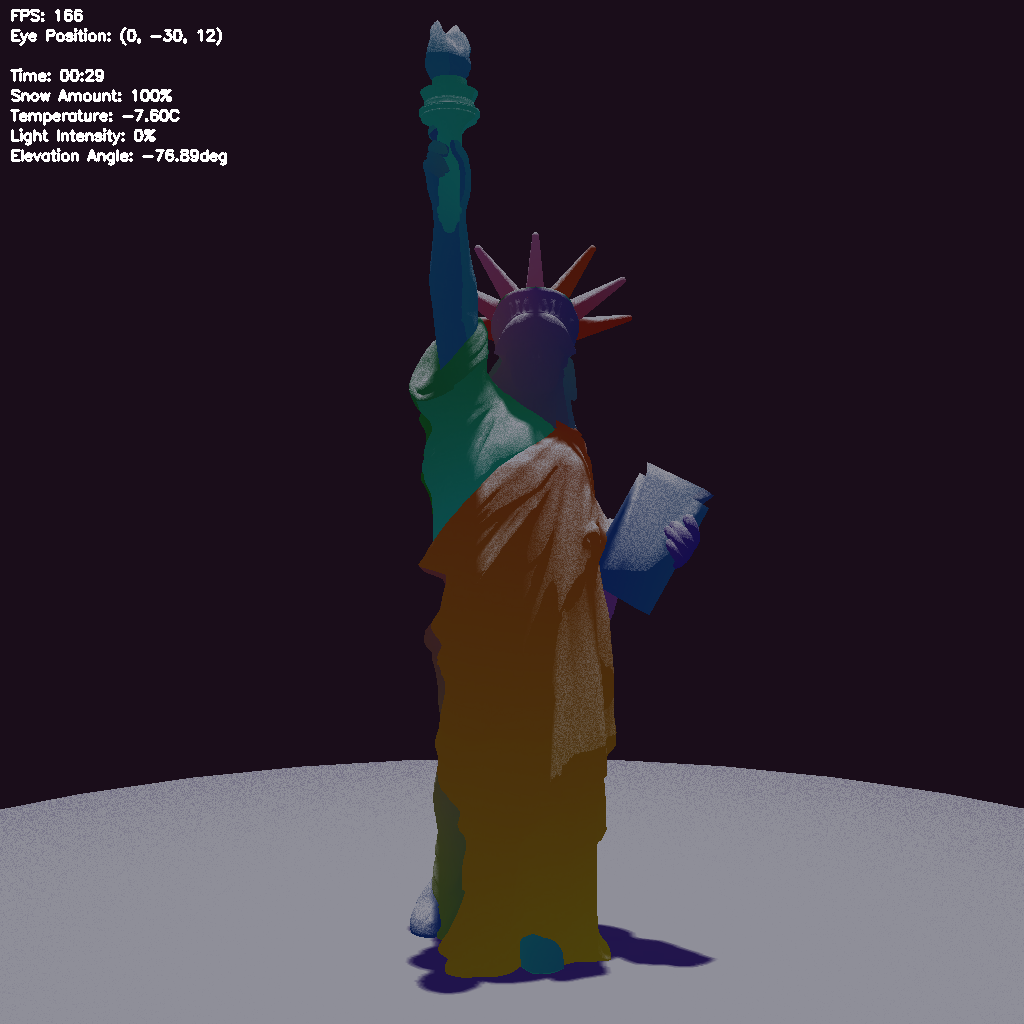 FPS: 166
Eye Position: (0, -30, 12)
Time: 00:29
Snow Amount: 100%
Temperature: -7.60C
Light Intensity: 0%
Elevation Angle: -76.89deg